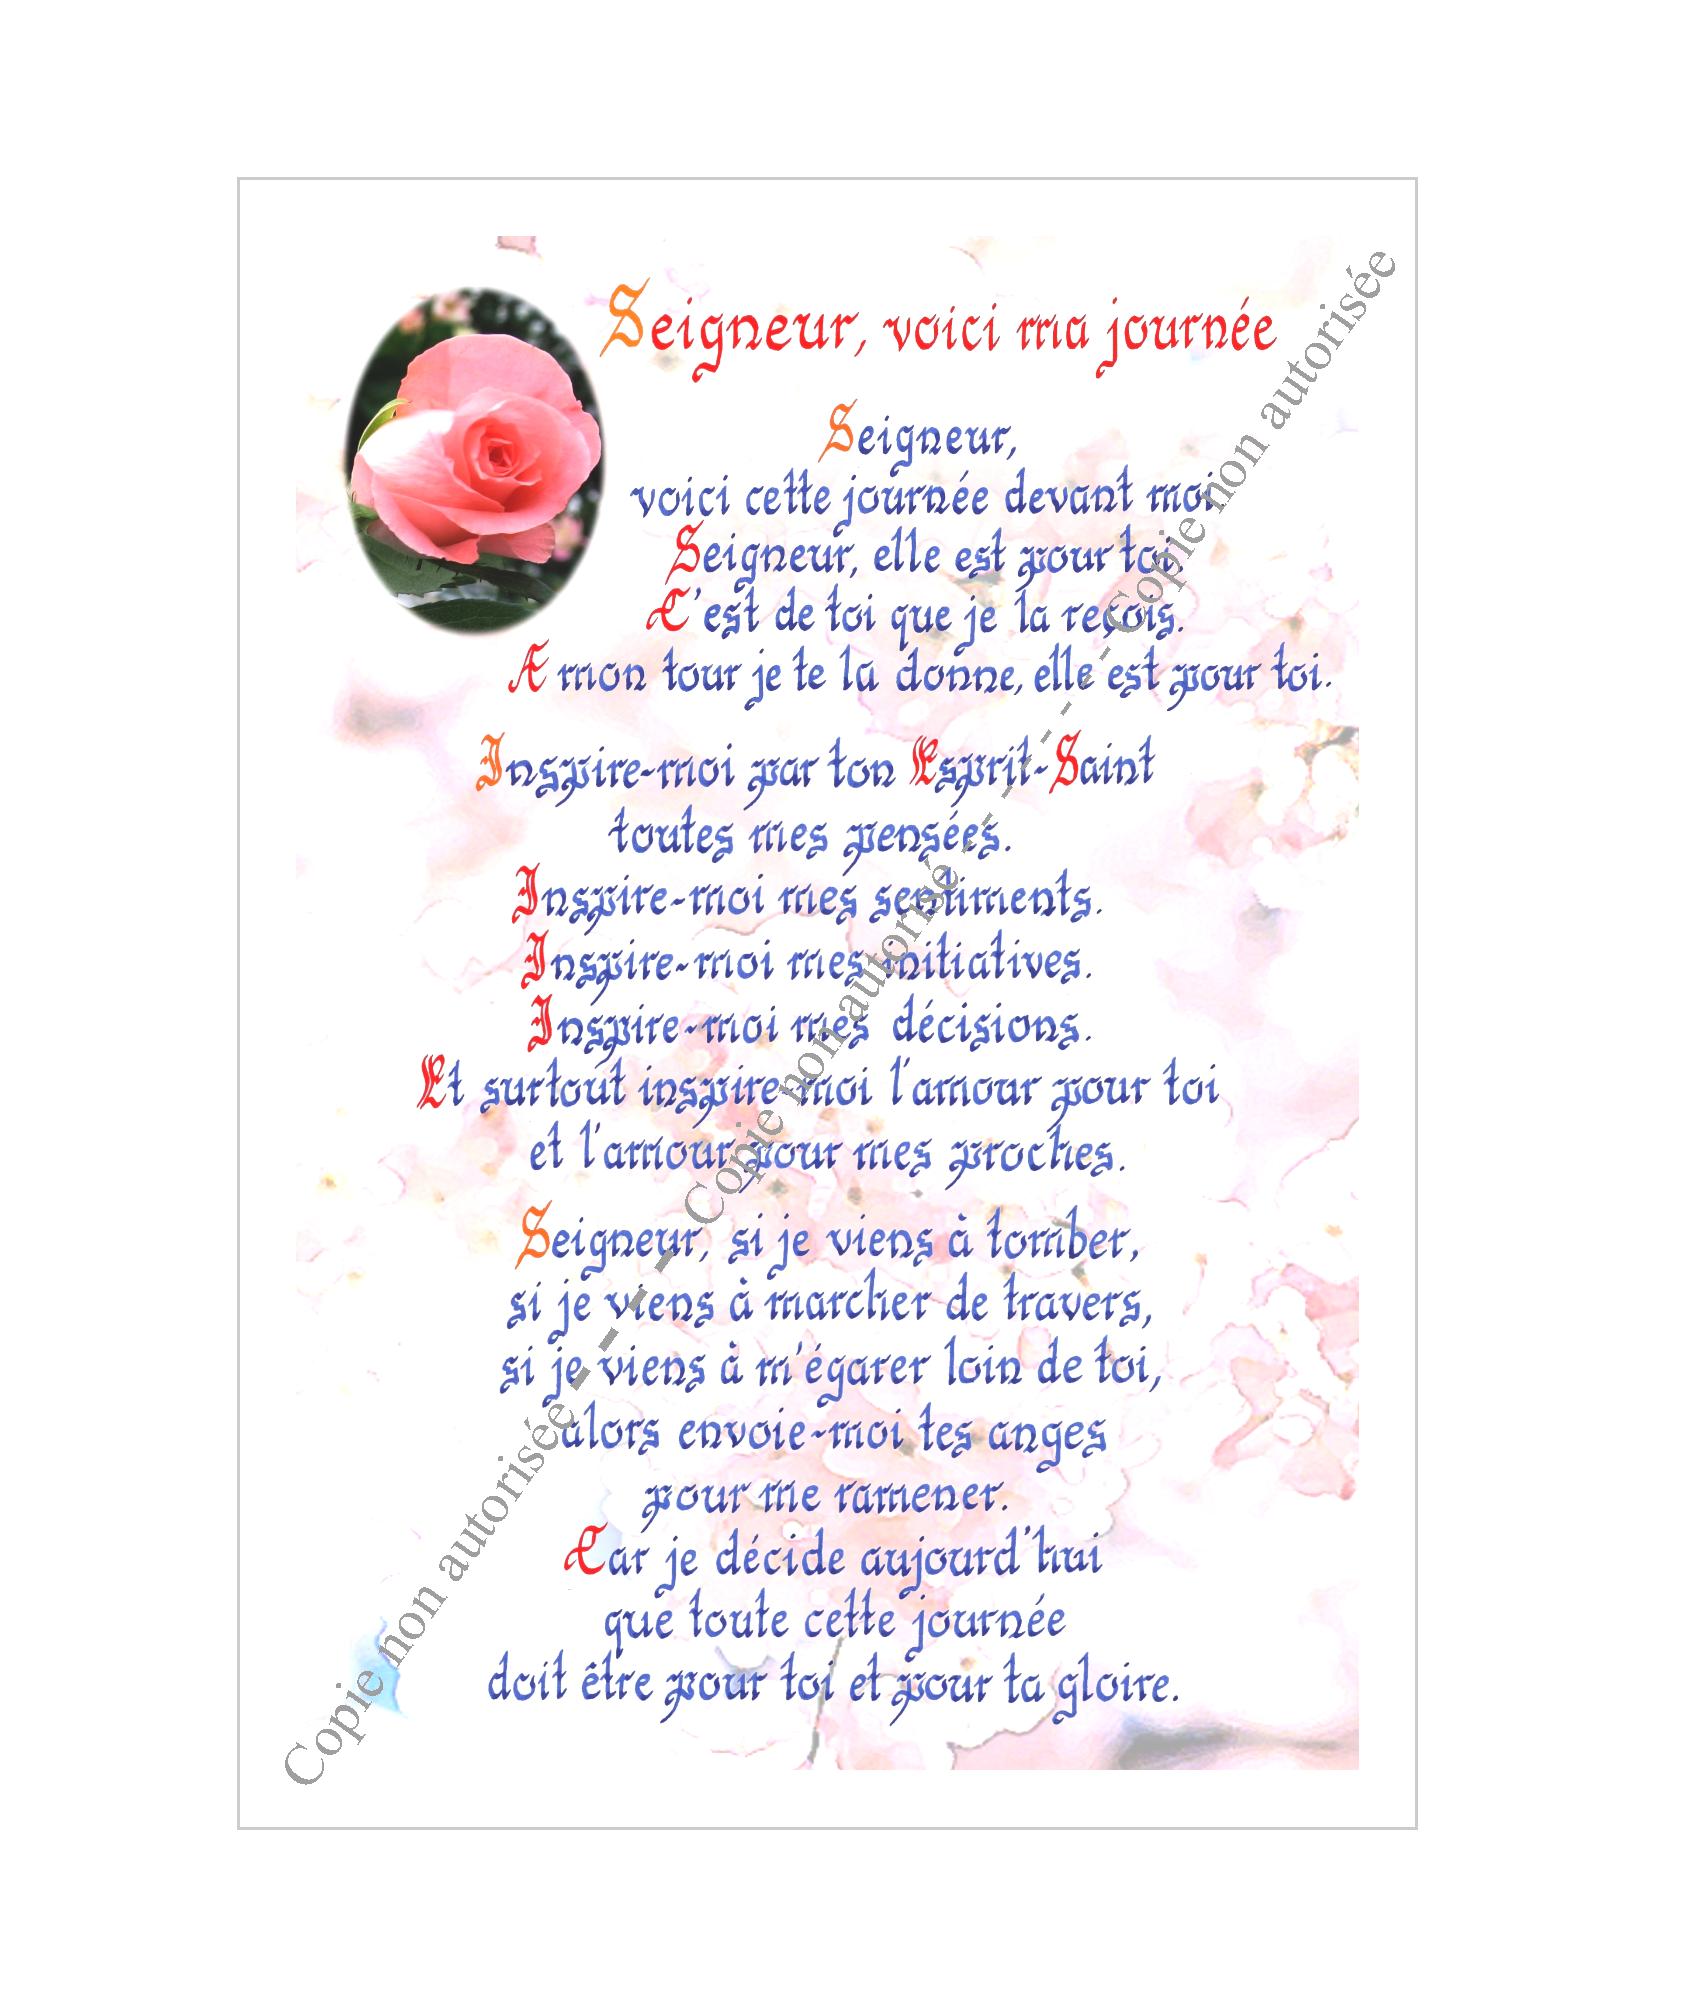 Seigneur, voici ma journée
Seigneur,
voici cette journée devant moi
Seigneur, elle est pour toi.
C'est de toi que je la reçois.
A mon tour je te la donne, elle est pour toi.
Inspire-moi par ton Esprit-Saint
toutes mes pensées.
Inspire-moi mes sentiments.
Inspire-moi mes initiatives.
Inspire-moi mes décisions.
Et surtout inspire-moi l'amour pour toi
et l'amour pour mes proches.
Seigneur, si je viens à tomber,
si je viens à marcher de travers,
si je viens à m'égarer loin de toi,
alors envoie-moi tes anges
pour me ramener.
Car je décide aujourd'hui
que toute cette journée
doit être pour toi et pour ta gloire.
Copie non autorisée - - - Copie non autorisé - - - - - - Copie non autorisée